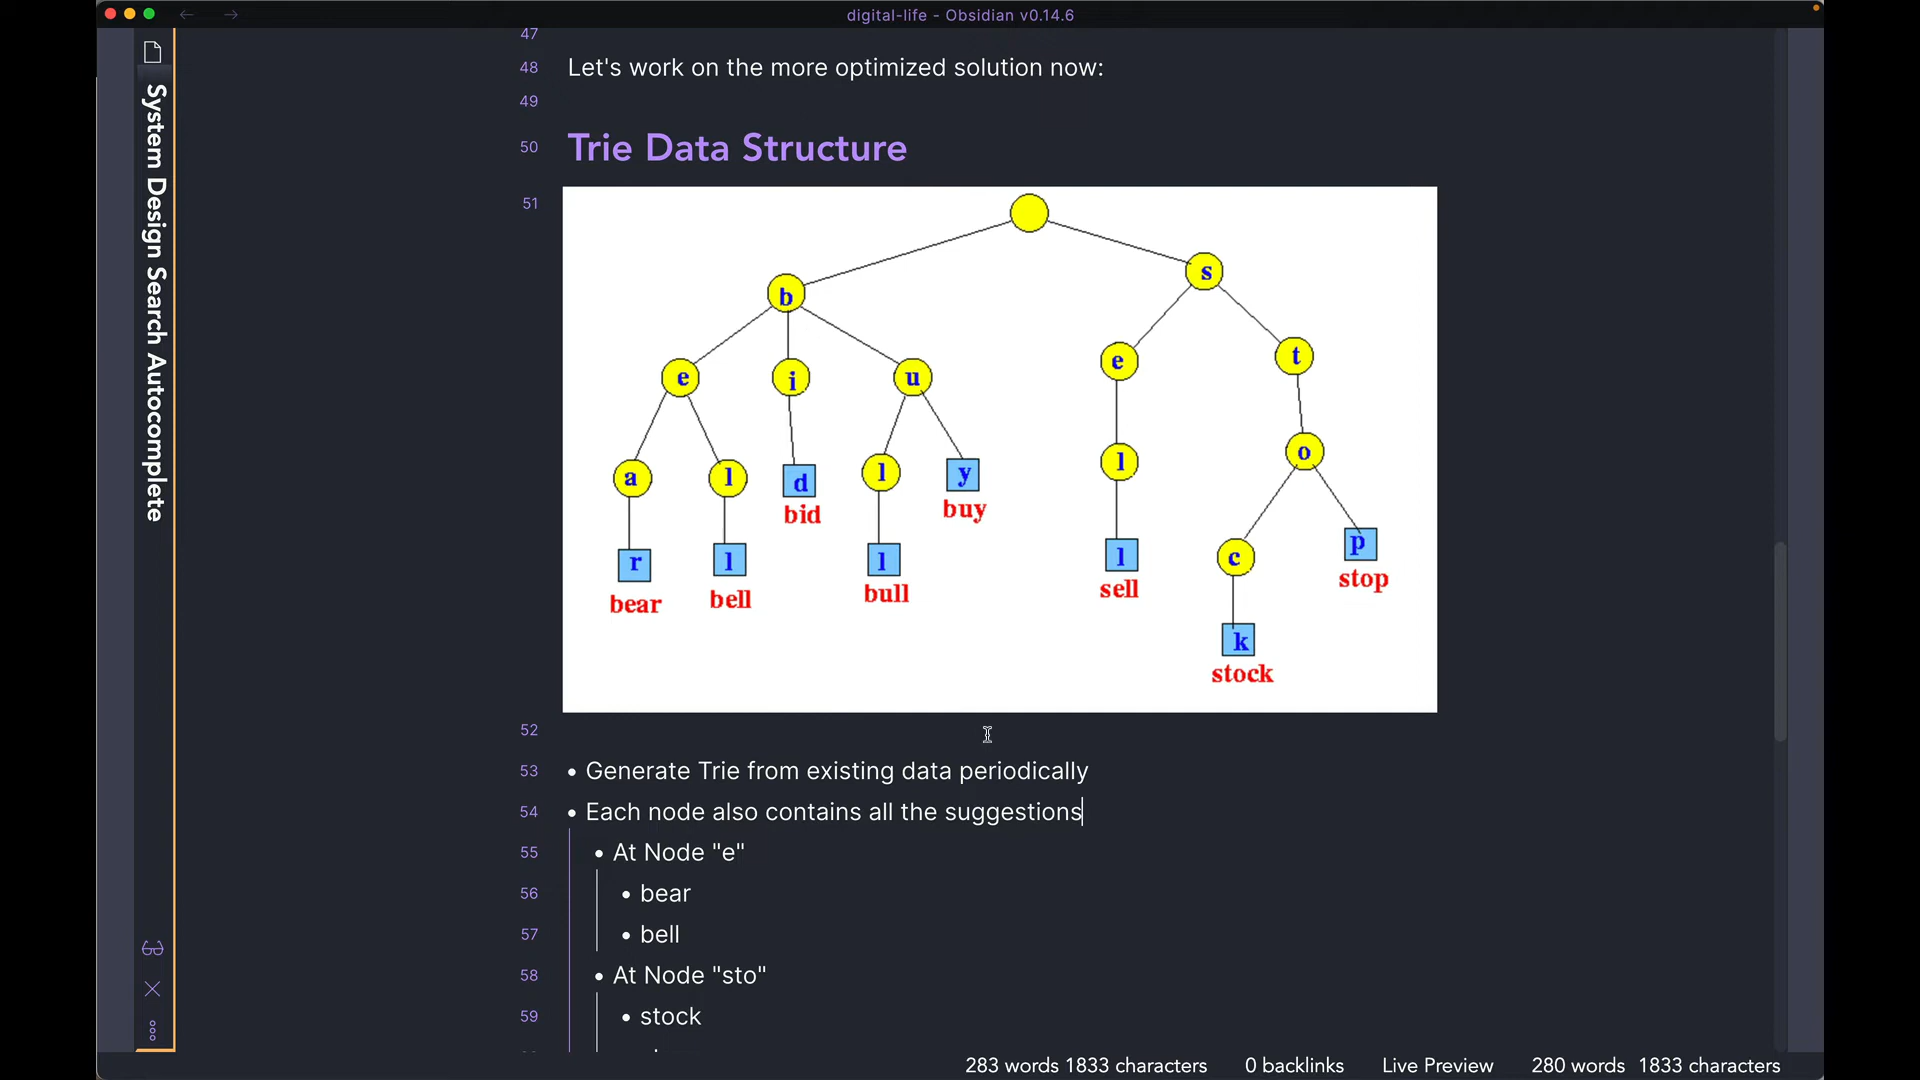 digital-life - Obsidian v0.14.6
System Design Search Autocomplete
47
48 Let's work on the more optimized solution now:
49
50 Trie Data Structure
51
b s
e i u e t
a l d l y l o
bid buy
r l l l c p
bear bell bull sell stop
k
stock
52
53 • Generate Trie from existing data periodically
54 • Each node also contains all the suggestions
55 • At Node "e"
56 • bear
57 • bell
58 • At Node "sto"
59 • stock
283 words 1833 characters 0 backlinks Live Preview 280 words 1833 characters